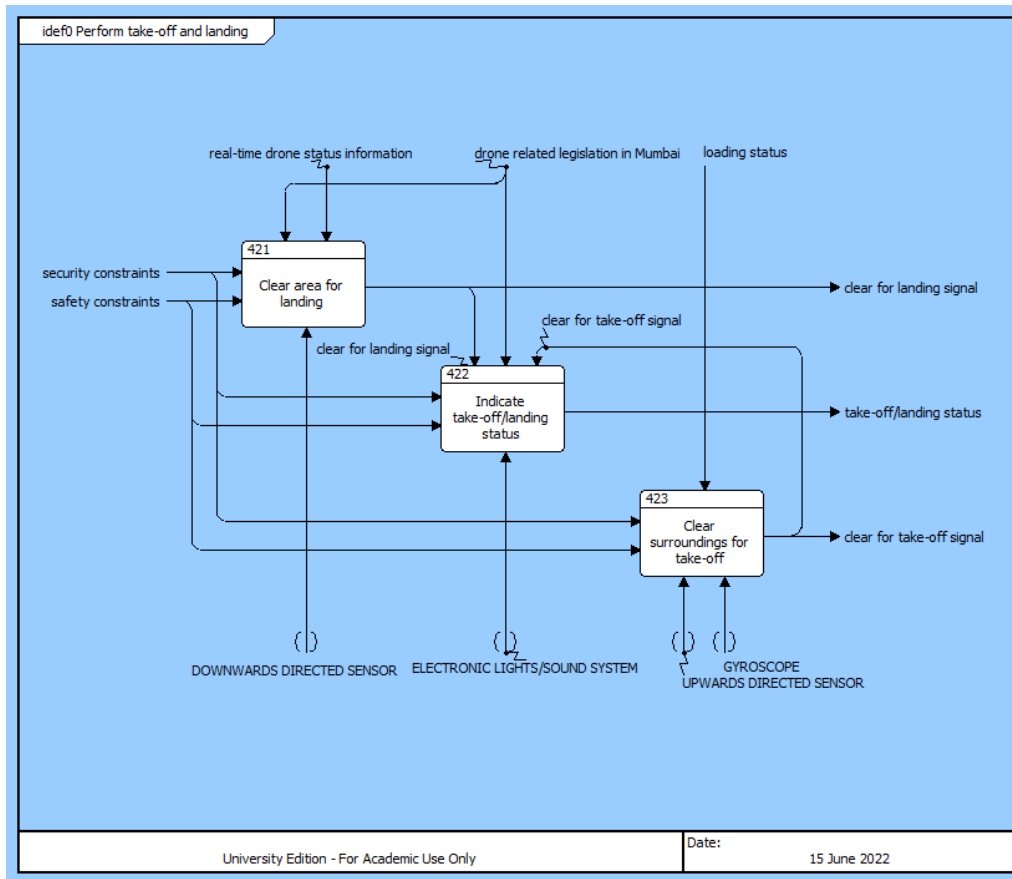 idef0 Perform take-off and landing
real-time drone status information
drone related legislation in Mumbai
loading status
421
Clear area for
landing
security constraints
safety constraints
clear for landing signal
clear for take-off signal
clear for landing signal
422
Indicate
take-off/landing
status
take-off/landing status
423
Clear
surroundings for
take-off
clear for take-off signal
DOWNWARDS DIRECTED SENSOR
ELECTRONIC LIGHTS/SOUND SYSTEM
GYROSCOPE
UPWARDS DIRECTED SENSOR
University Edition - For Academic Use Only
Date:
15 June 2022